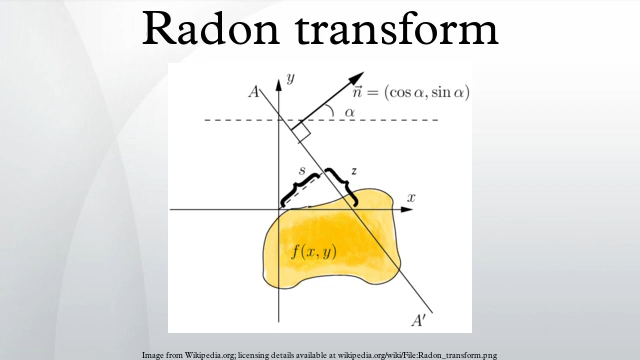 Radon transform
y
A
n⃗ = (cos α, sin α)
α
s
z
x
f(x, y)
A′
Image from Wikipedia.org; licensing details available at wikipedia.org/wiki/File:Radon_transform.png